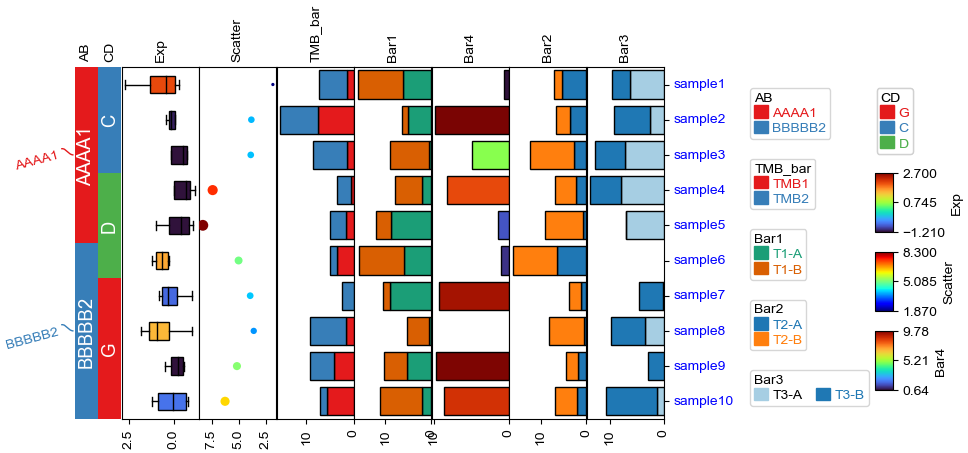 AB
CD
Exp
Scatter
TMB_bar
Bar1
Bar4
Bar2
Bar3
AAAA1
BBBBB2
AAAA1
BBBBB2
C
D
G
sample1
sample2
sample3
sample4
sample5
sample6
sample7
sample8
sample9
sample10
2.5
0.0
7.5
5.0
2.5
10
0
10
0
10
0
10
0
10
0
AB
AAAA1
BBBBB2
TMB_bar
TMB1
TMB2
Bar1
T1-A
T1-B
Bar2
T2-A
T2-B
Bar3
T3-A T3-B
CD
G
C
D
2.700
0.745
-1.210
Exp
8.300
5.085
1.870
Scatter
9.78
5.21
0.64
Bar4